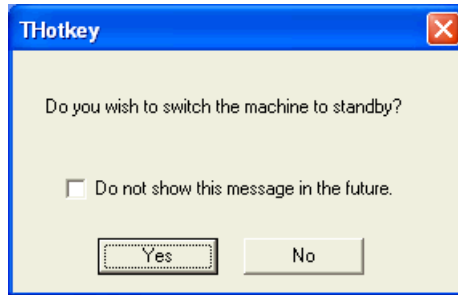 THotkey
Do you wish to switch the machine to standby?
Do not show this message in the future.
Yes No